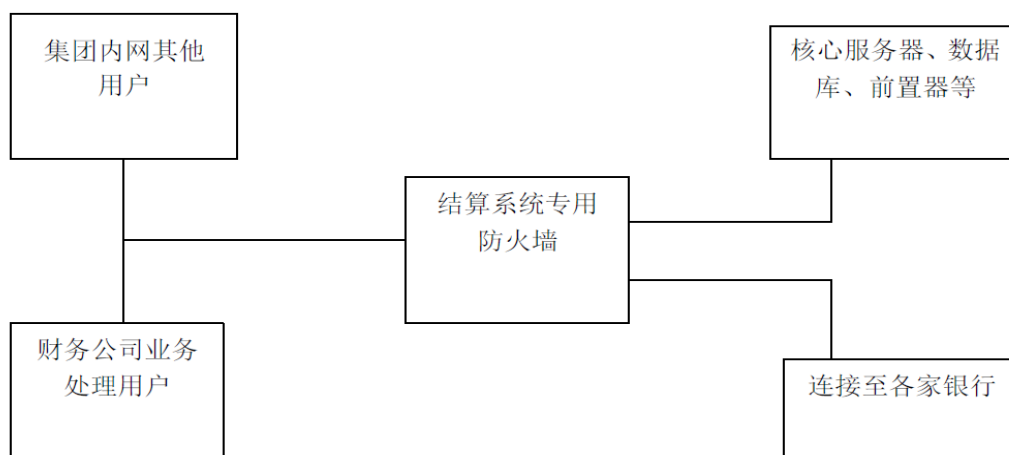 集团内网其他
用户
核心服务器、数据
库、前置器等
结算系统专用
防火墙
财务公司业务
处理用户
连接至各家银行